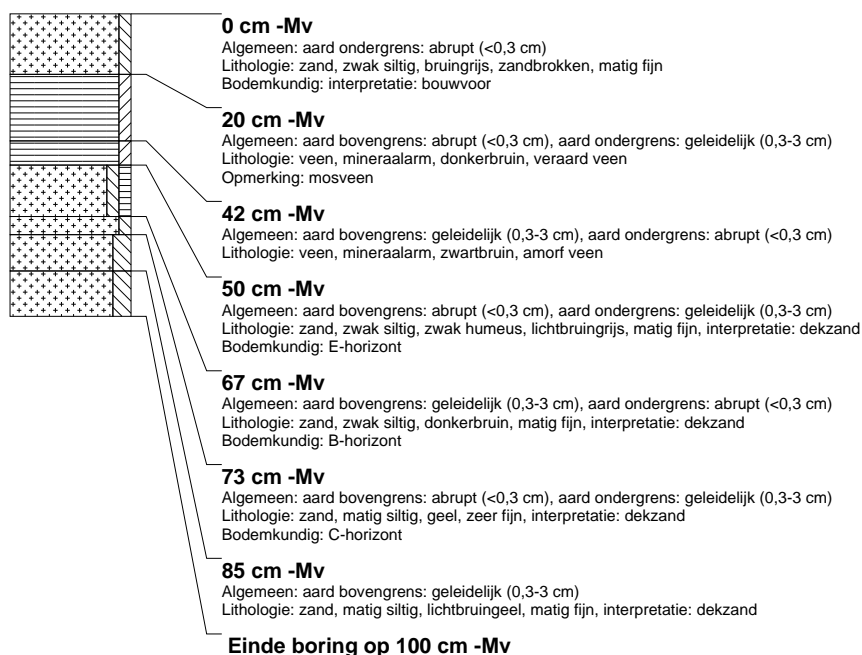 0 cm -Mv
Algemeen: aard ondergrens: abrupt (<0,3 cm)
Lithologie: zand, zwak siltig, bruingrijs, zandbrokken, matig fijn
Bodemkundig: interpretatie: bouwvoor
20 cm -Mv
Algemeen: aard bovengrens: abrupt (<0,3 cm), aard ondergrens: geleidelijk (0,3-3 cm)
Lithologie: veen, mineraalarm, donkerbruin, veraard veen
Opmerking: mosveen
42 cm -Mv
Algemeen: aard bovengrens: geleidelijk (0,3-3 cm), aard ondergrens: abrupt (<0,3 cm)
Lithologie: veen, mineraalarm, zwartbruin, amorf veen
50 cm -Mv
Algemeen: aard bovengrens: abrupt (<0,3 cm), aard ondergrens: geleidelijk (0,3-3 cm)
Lithologie: zand, zwak siltig, zwak humeus, lichtbruingrijs, matig fijn, interpretatie: dekzand
Bodemkundig: E-horizont
67 cm -Mv
Algemeen: aard bovengrens: geleidelijk (0,3-3 cm), aard ondergrens: abrupt (<0,3 cm)
Lithologie: zand, zwak siltig, donkerbruin, matig fijn, interpretatie: dekzand
Bodemkundig: B-horizont
73 cm -Mv
Algemeen: aard bovengrens: abrupt (<0,3 cm), aard ondergrens: geleidelijk (0,3-3 cm)
Lithologie: zand, matig siltig, geel, zeer fijn, interpretatie: dekzand
Bodemkundig: C-horizont
85 cm -Mv
Algemeen: aard bovengrens: geleidelijk (0,3-3 cm)
Lithologie: zand, matig siltig, lichtbruingeel, matig fijn, interpretatie: dekzand
Einde boring op 100 cm -Mv